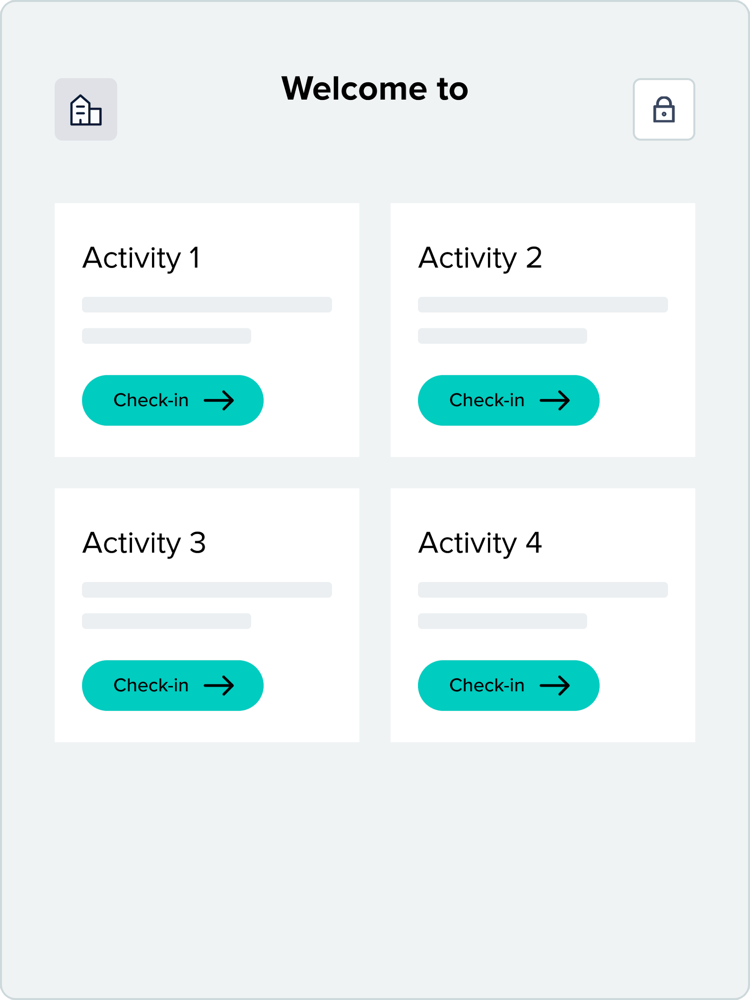 Welcome to
Activity 1
Check-in
Activity 2
Check-in
Activity 3
Check-in
Activity 4
Check-in